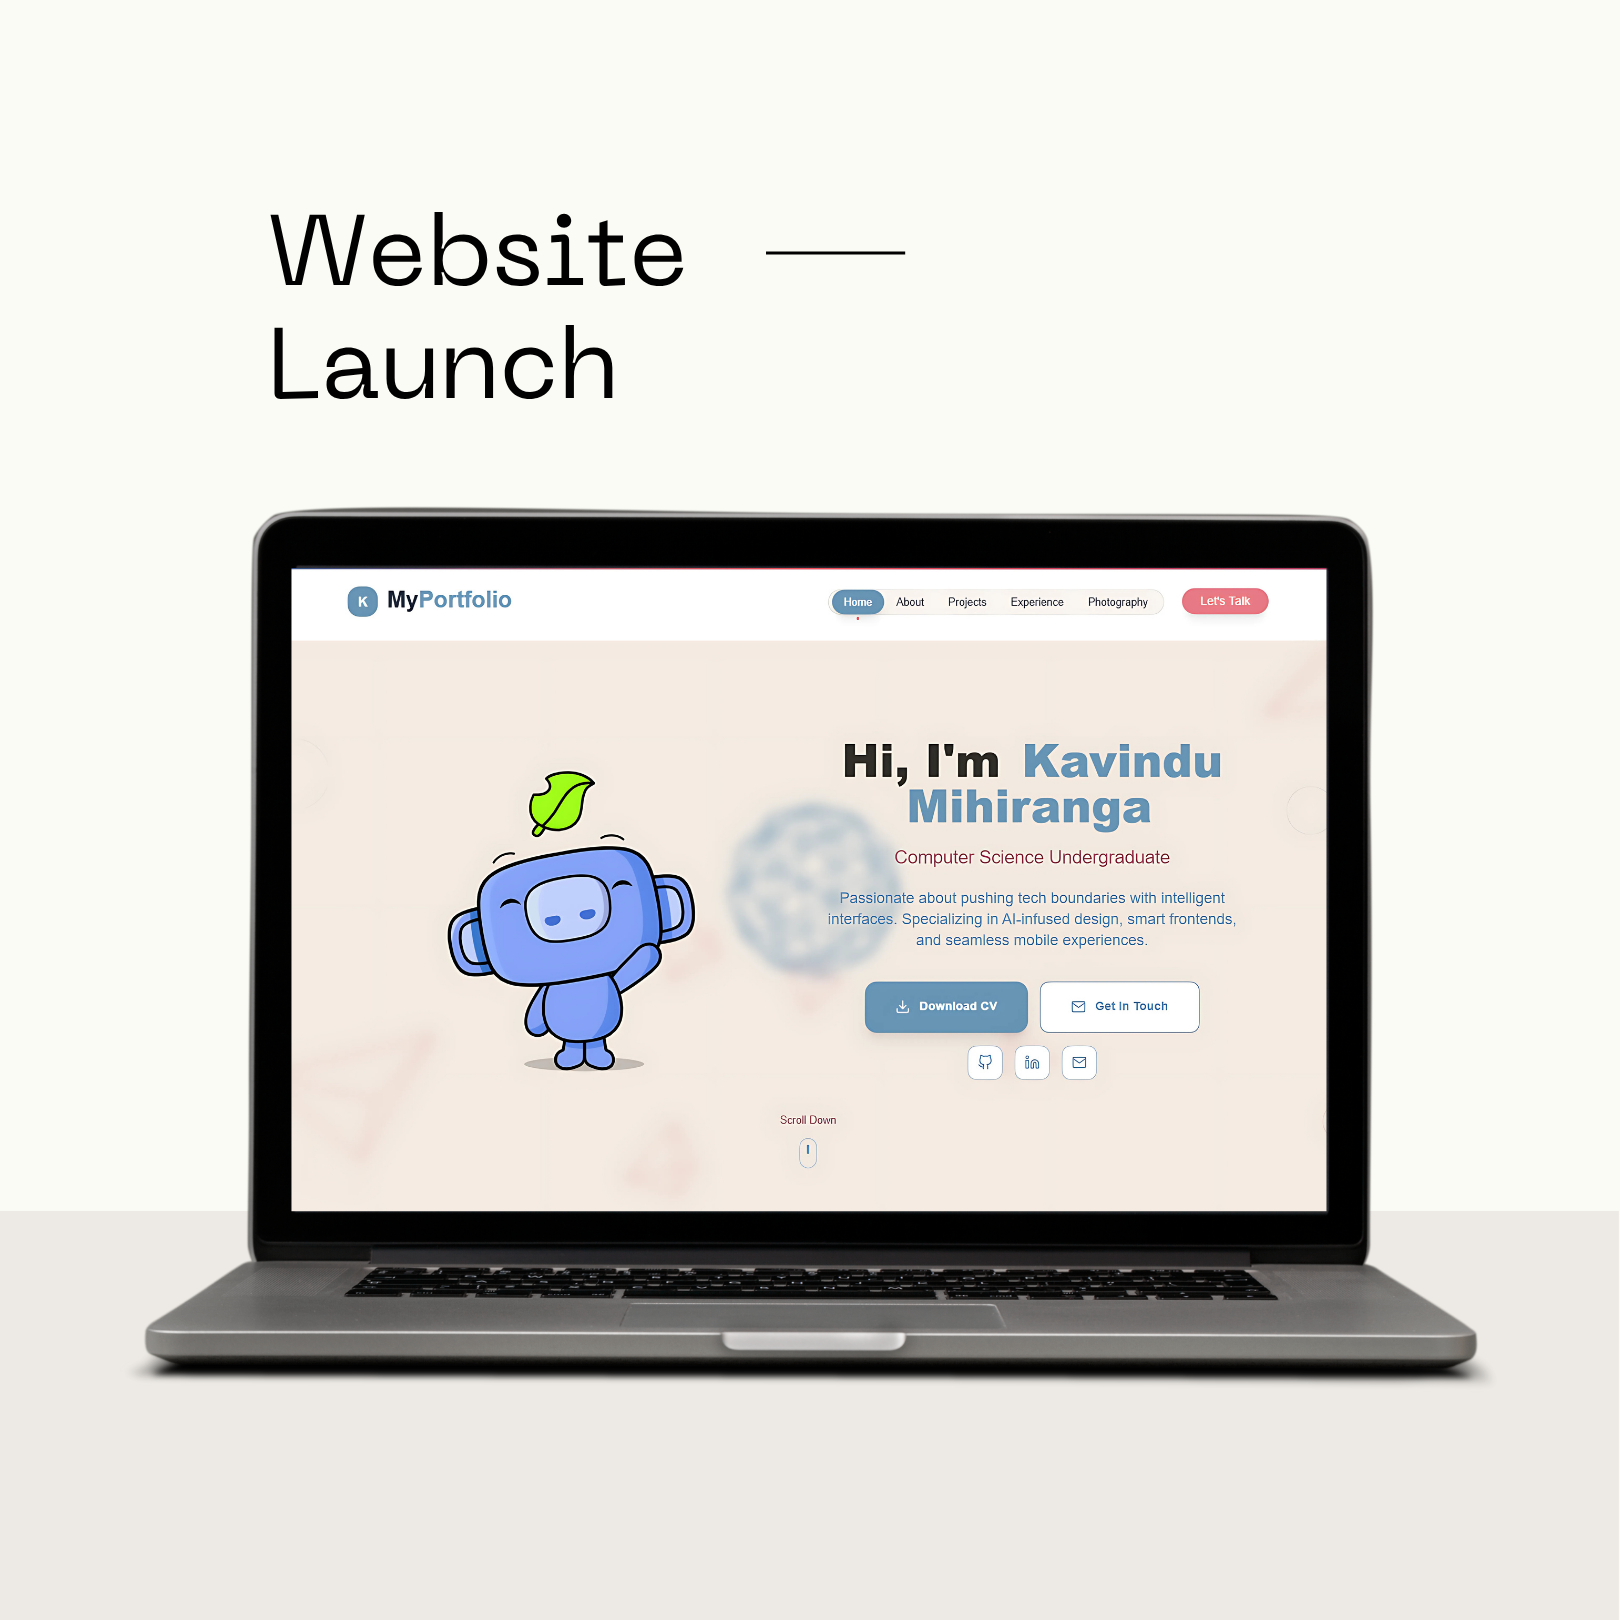 Website
Launch
K MyPortfolio
Home About Projects Experience Photography Let's Talk
Hi, I'm Kavindu
Mihiranga
Computer Science Undergraduate
Passionate about pushing tech boundaries with intelligent
interfaces. Specializing in AI-infused design, smart frontends,
and seamless mobile experiences.
Download CV Get In Touch
in
Scroll Down